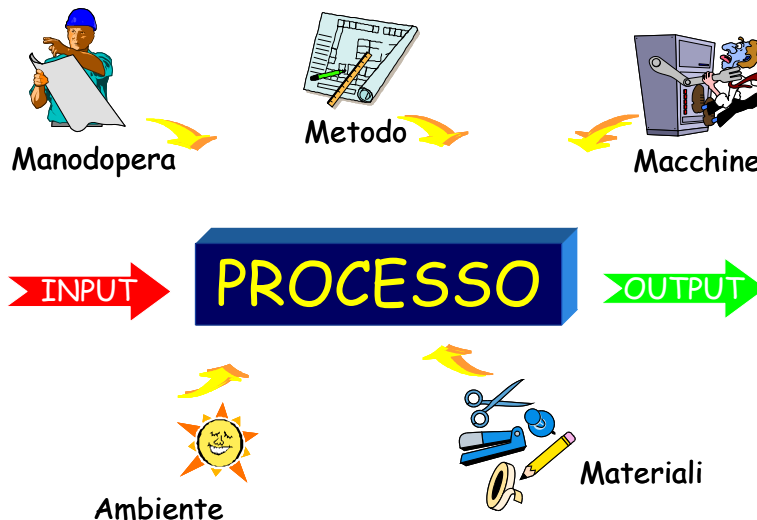 Manodopera
Metodo
Macchine
INPUT
PROCESSO
OUTPUT
Ambiente
Materiali